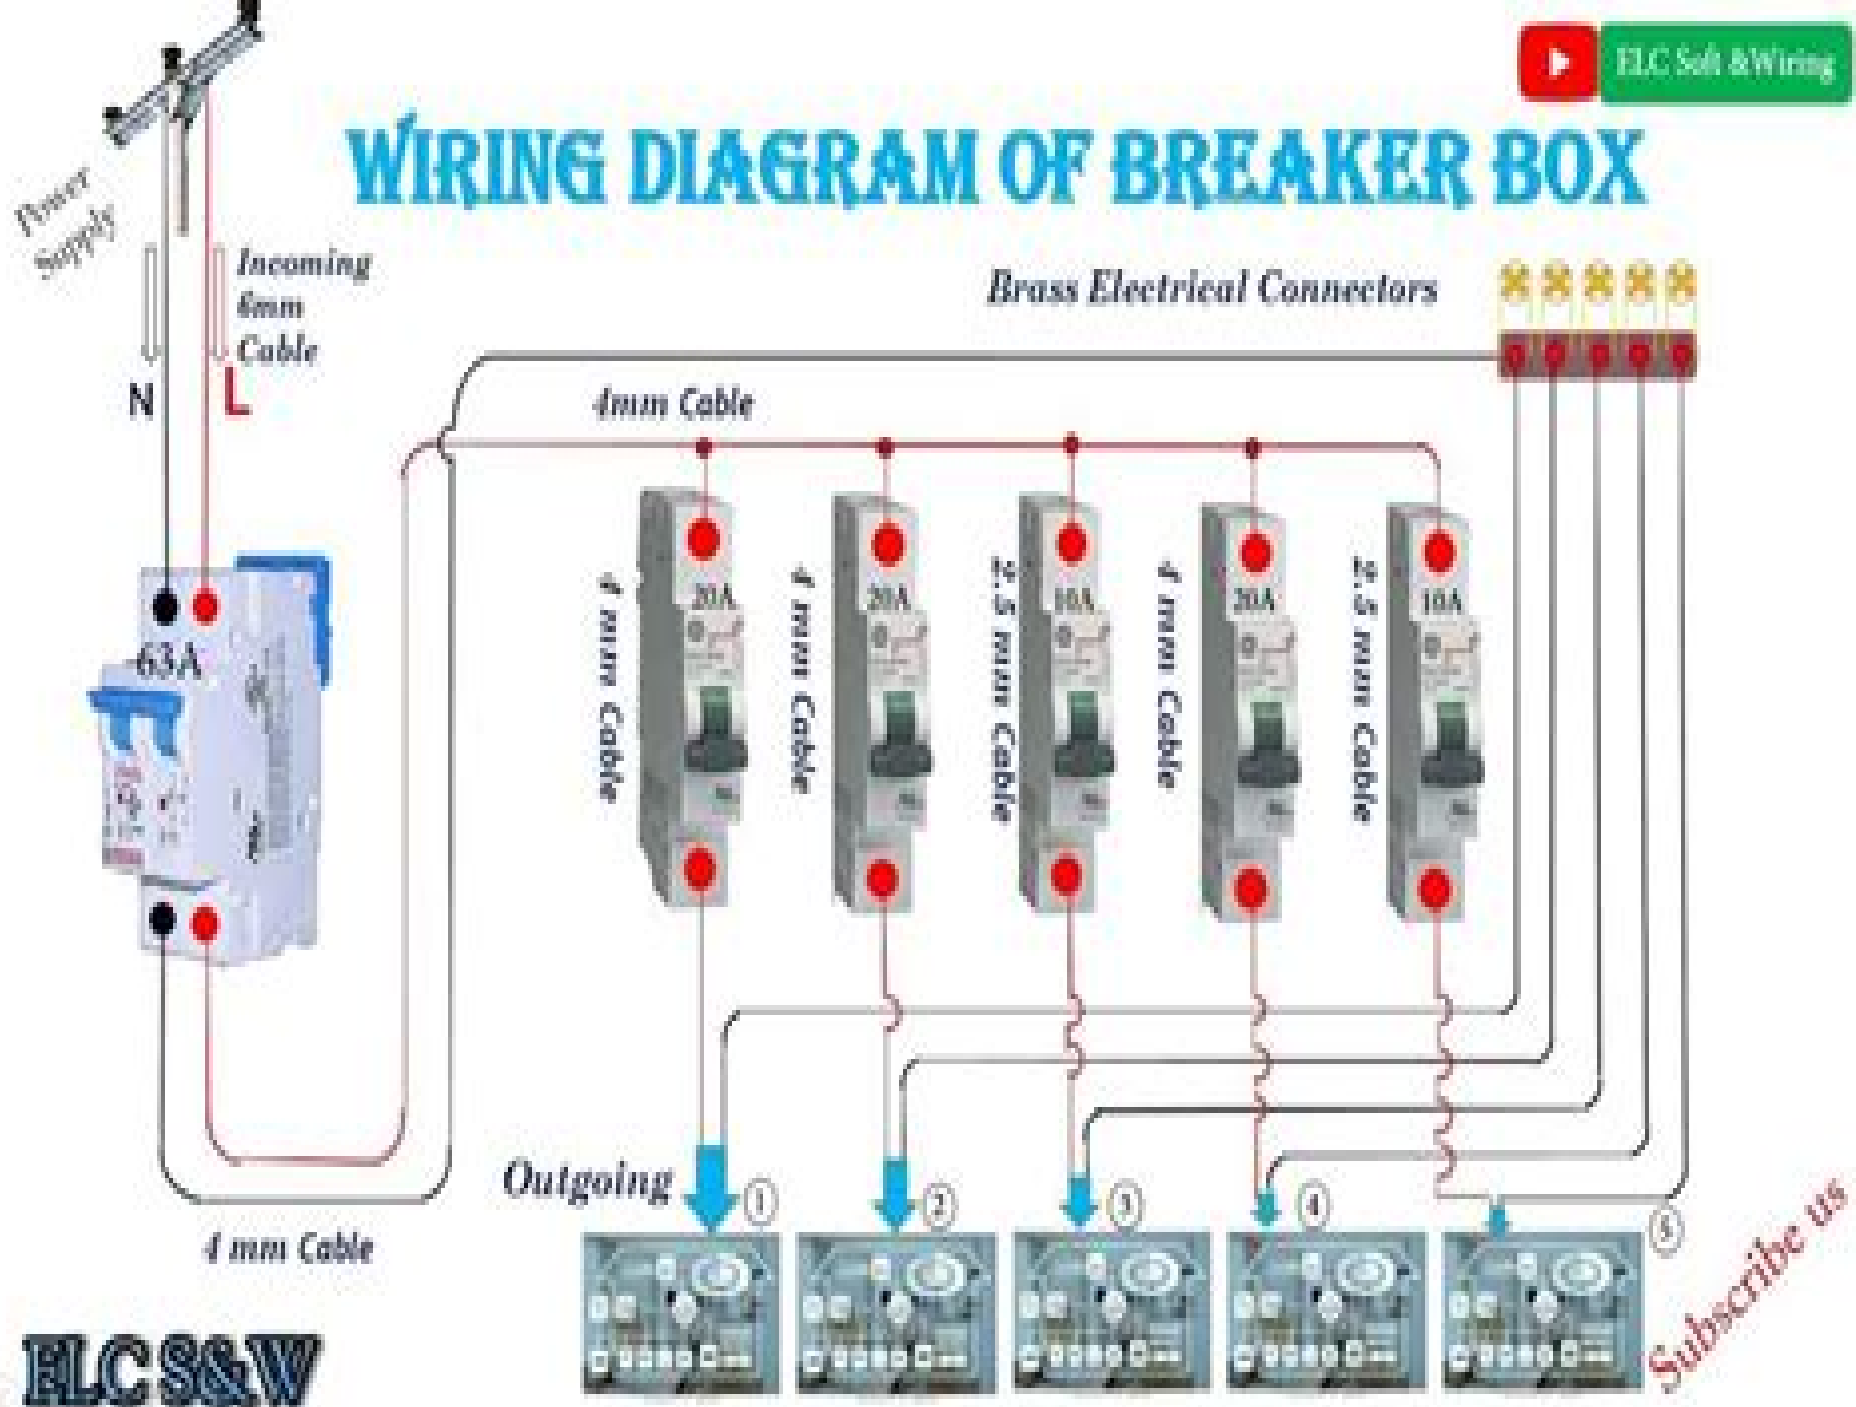 ELC Soft &Wiring
WIRING DIAGRAM OF BREAKER BOX
Power
Supply
Incoming
6mm
Cable
N
L
Brass Electrical Connectors
4mm Cable
63A
4 mm Cable
20A
4 mm Cable
20A
2.5 mm Cable
10A
4 mm Cable
20A
2.5 mm Cable
10A
Outgoing
1
2
3
4
5
4 mm Cable
Subscribe us
ELC S&W